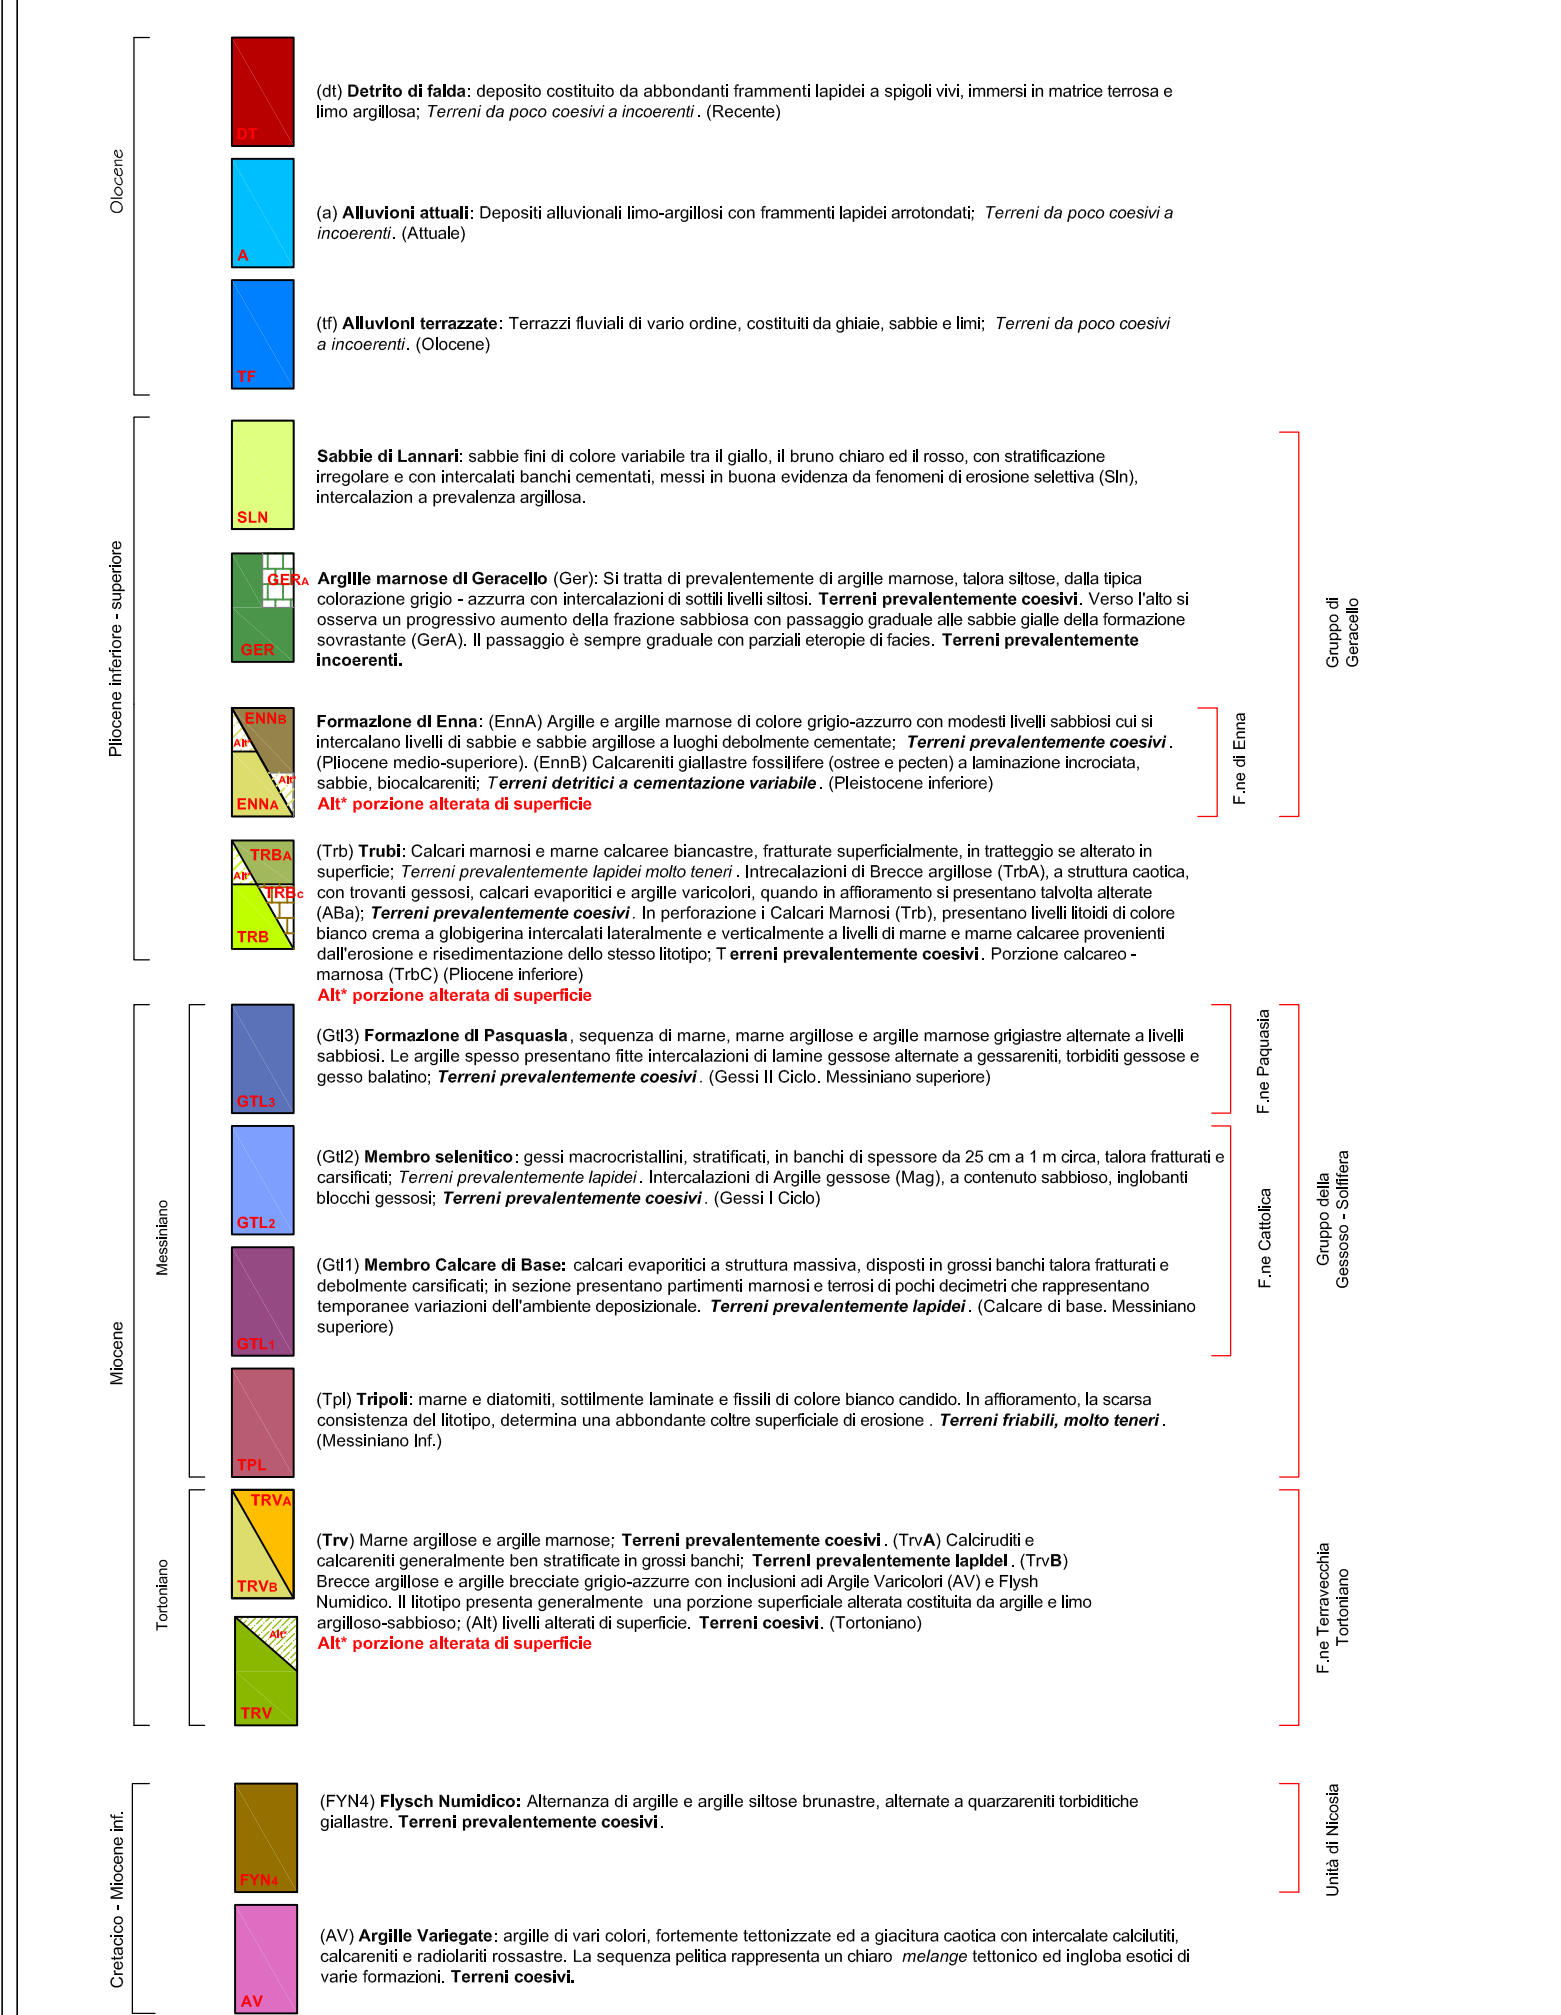 Olocene
DT
(dt) Detrito di falda: deposito costituito da abbondanti frammenti lapidei a spigoli vivi, immersi in matrice terrosa e
limo argillosa; Terreni da poco coesivi a incoerenti. (Recente)
A
(a) Alluvioni attuali: Depositi alluvionali limo-argillosi con frammenti lapidei arrotondati; Terreni da poco coesivi a
incoerenti. (Attuale)
TF
(tf) Alluvioni terrazzate: Terrazzi fluviali di vario ordine, costituiti da ghiaie, sabbie e limi; Terreni da poco coesivi
a incoerenti. (Olocene)
Pliocene inferiore - superiore
Gruppo di
Geracello
SLN
Sabbie di Lannari: sabbie fini di colore variabile tra il giallo, il bruno chiaro ed il rosso, con stratificazione
irregolare e con intercalati banchi cementati, messi in buona evidenza da fenomeni di erosione selettiva (Sln),
intercalazion a prevalenza argillosa.
GERA
GER
Argille marnose di Geracello (Ger): Si tratta di prevalentemente di argille marnose, talora siltose, dalla tipica
colorazione grigio - azzurra con intercalazioni di sottili livelli siltosi. Terreni prevalentemente coesivi. Verso l'alto si
osserva un progressivo aumento della frazione sabbiosa con passaggio graduale alle sabbie gialle della formazione
sovrastante (GerA). Il passaggio è sempre graduale con parziali eteropie di facies. Terreni prevalentemente
incoerenti.
ENNB
Alt*
Alt*
ENNA
Formazione di Enna: (EnnA) Argille e argille marnose di colore grigio-azzurro con modesti livelli sabbiosi cui si
intercalano livelli di sabbie e sabbie argillose a luoghi debolmente cementate; Terreni prevalentemente coesivi.
(Pliocene medio-superiore). (EnnB) Calcareniti giallastre fossilifere (ostree e pecten) a laminazione incrociata,
sabbie, biocalcareniti; Terreni detritici a cementazione variabile. (Pleistocene inferiore)
Alt* porzione alterata di superficie
F.ne di Enna
TRBA
Alt*
TRBc
TRB
(Trb) Trubi: Calcari marnosi e marne calcaree biancastre, fratturate superficialmente, in tratteggio se alterato in
superficie; Terreni prevalentemente lapidei molto teneri. Intrecalazioni di Brecce argillose (TrbA), a struttura caotica,
con trovanti gessosi, calcari evaporitici e argille varicolori, quando in affioramento si presentano talvolta alterate
(ABa); Terreni prevalentemente coesivi. In perforazione i Calcari Marnosi (Trb), presentano livelli litoidi di colore
bianco crema a globigerina intercalati lateralmente e verticalmente a livelli di marne e marne calcaree provenienti
dall'erosione e risedimentazione dello stesso litotipo; T erreni prevalentemente coesivi. Porzione calcareo -
marnosa (TrbC) (Pliocene inferiore)
Alt* porzione alterata di superficie
Miocene
Messiniano
Gruppo della
Gessoso - Solfifera
GTL3
(Gtl3) Formazione di Pasquasia, sequenza di marne, marne argillose e argille marnose grigiastre alternate a livelli
sabbiosi. Le argille spesso presentano fitte intercalazioni di lamine gessose alternate a gessareniti, torbiditi gessose e
gesso balatino; Terreni prevalentemente coesivi. (Gessi II Ciclo. Messiniano superiore)
F.ne Paquasia
GTL2
(Gtl2) Membro selenitico: gessi macrocristallini, stratificati, in banchi di spessore da 25 cm a 1 m circa, talora fratturati e
carsificati; Terreni prevalentemente lapidei. Intercalazioni di Argille gessose (Mag), a contenuto sabbioso, inglobanti
blocchi gessosi; Terreni prevalentemente coesivi. (Gessi I Ciclo)
F.ne Cattolica
GTL1
(Gtl1) Membro Calcare di Base: calcari evaporitici a struttura massiva, disposti in grossi banchi talora fratturati e
debolmente carsificati; in sezione presentano partimenti marnosi e terrosi di pochi decimetri che rappresentano
temporanee variazioni dell'ambiente deposizionale. Terreni prevalentemente lapidei. (Calcare di base. Messiniano
superiore)
TPL
(Tpl) Tripoli: marne e diatomiti, sottilmente laminate e fissili di colore bianco candido. In affioramento, la scarsa
consistenza del litotipo, determina una abbondante coltre superficiale di erosione . Terreni friabili, molto teneri.
(Messiniano Inf.)
Tortoniano
TRVA
TRVB
Alt*
TRV
(Trv) Marne argillose e argille marnose; Terreni prevalentemente coesivi. (TrvA) Calciruditi e
calcareniti generalmente ben stratificate in grossi banchi; Terreni prevalentemente lapidei. (TrvB)
Brecce argillose e argille brecciate grigio-azzurre con inclusioni adi Argile Varicolori (AV) e Flysh
Numidico. Il litotipo presenta generalmente una porzione superficiale alterata costituita da argille e limo
argilloso-sabbioso; (Alt) livelli alterati di superficie. Terreni coesivi. (Tortoniano)
Alt* porzione alterata di superficie
F.ne Terravecchia
Tortoniano
Cretacico - Miocene inf.
FYN4
(FYN4) Flysch Numidico: Alternanza di argille e argille siltose brunastre, alternate a quarzareniti torbiditiche
giallastre. Terreni prevalentemente coesivi.
Unità di Nicosia
AV
(AV) Argille Variegate: argille di vari colori, fortemente tettonizzate ed a giacitura caotica con intercalate calcilutiti,
calcareniti e radiolariti rossastre. La sequenza pelitica rappresenta un chiaro melange tettonico ed ingloba esotici di
varie formazioni. Terreni coesivi.